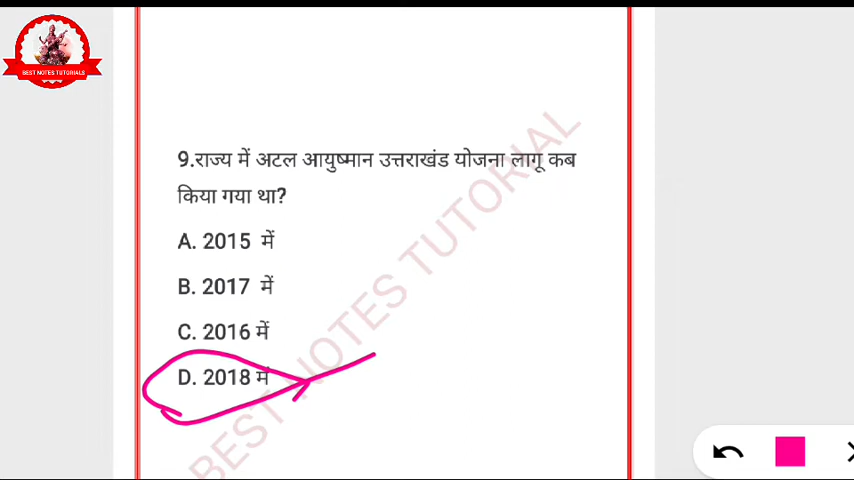 BEST NOTES TUTORIALS
9.राज्य में अटल आयुष्मान उत्तराखंड योजना लागू कब
किया गया था?
A. 2015 में
B. 2017 में
C. 2016 में
D. 2018 में
BEST NOTES TUTORIAL